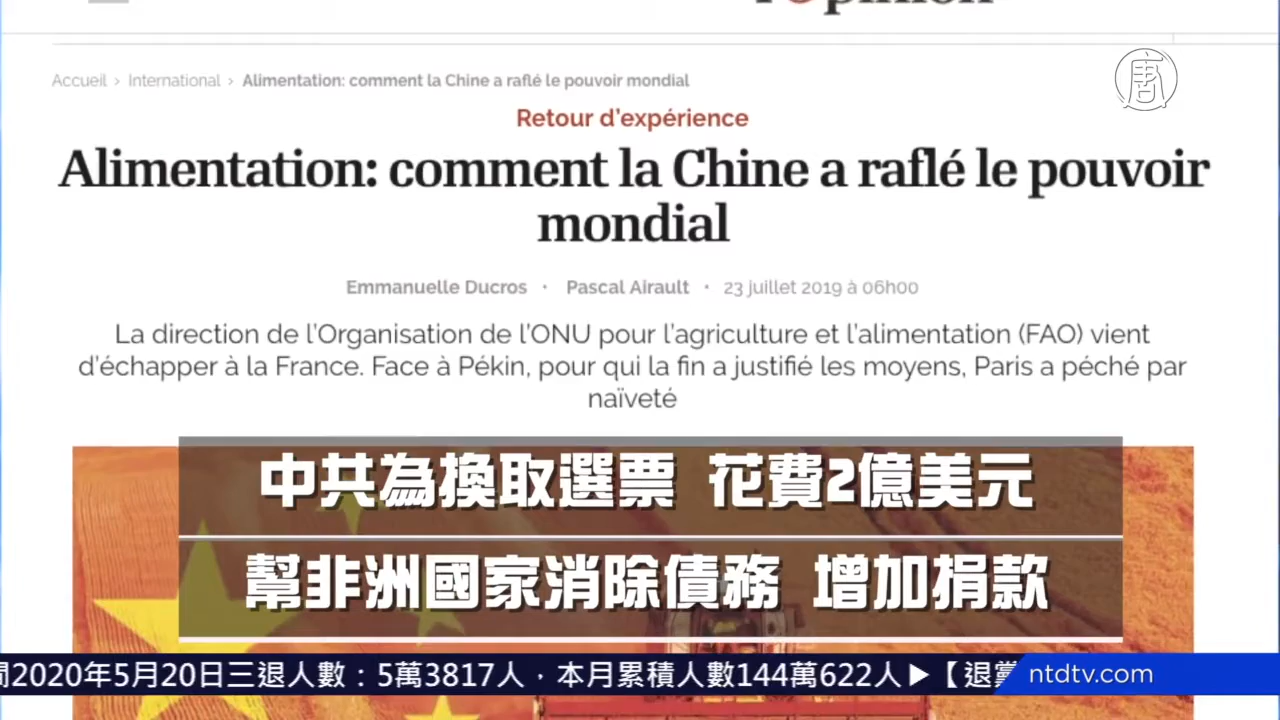 Accueil › International › Alimentation: comment la Chine a raflé le pouvoir mondial
Retour d'expérience
Alimentation: comment la Chine a raflé le pouvoir
mondial
Emmanuelle Ducros • Pascal Airault • 23 juillet 2019 à 06h00
La direction de l'Organisation de l'ONU pour l'agriculture et l'alimentation (FAO) vient
d'échapper à la France. Face à Pékin, pour qui la fin a justifié les moyens, Paris a péché par
naïveté
中共為換取選票 花費2億美元
幫非洲國家消除債務 增加捐款
2020年5月20日三退人數：5萬3817人，本月累積人數144萬622人▶【退黨
ntdtv.com
唐